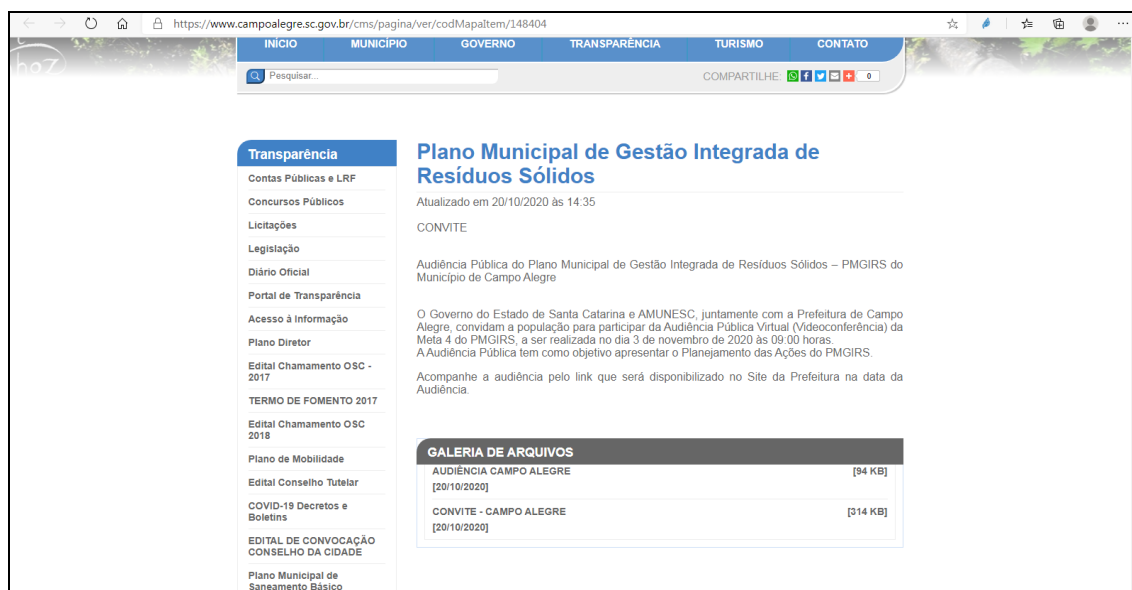 https://www.campoalegre.sc.gov.br/cms/pagina/ver/codMapaItem/148404
INÍCIO MUNICÍPIO GOVERNO TRANSPARÊNCIA TURISMO CONTATO
Pesquisar...
COMPARTILHE: 0
Transparência
Contas Públicas e LRF
Concursos Públicos
Licitações
Legislação
Diário Oficial
Portal de Transparência
Acesso à Informação
Plano Diretor
Edital Chamamento OSC -
2017
TERMO DE FOMENTO 2017
Edital Chamamento OSC
2018
Plano de Mobilidade
Edital Conselho Tutelar
COVID-19 Decretos e
Boletins
EDITAL DE CONVOCAÇÃO
CONSELHO DA CIDADE
Plano Municipal de
Saneamento Básico
Plano Municipal de Gestão Integrada de
Resíduos Sólidos
Atualizado em 20/10/2020 às 14:35
CONVITE
Audiência Pública do Plano Municipal de Gestão Integrada de Resíduos Sólidos – PMGIRS do
Município de Campo Alegre
O Governo do Estado de Santa Catarina e AMUNESC, juntamente com a Prefeitura de Campo
Alegre, convidam a população para participar da Audiência Pública Virtual (Videoconferência) da
Meta 4 do PMGIRS, a ser realizada no dia 3 de novembro de 2020 às 09:00 horas.
A Audiência Pública tem como objetivo apresentar o Planejamento das Ações do PMGIRS.
Acompanhe a audiência pelo link que será disponibilizado no Site da Prefeitura na data da
Audiência.
GALERIA DE ARQUIVOS
AUDIÊNCIA CAMPO ALEGRE [94 KB]
[20/10/2020]
CONVITE - CAMPO ALEGRE [314 KB]
[20/10/2020]